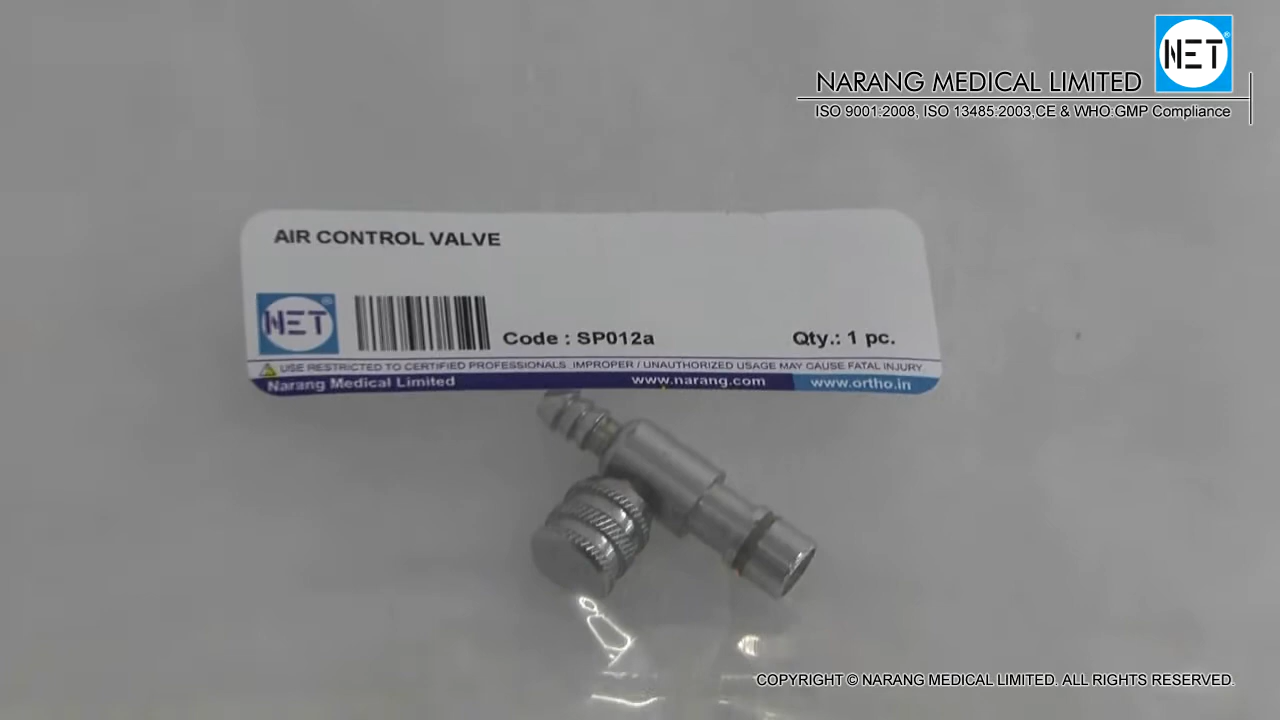 NET
NARANG MEDICAL LIMITED
ISO 9001:2008, ISO 13485:2003,CE & WHO:GMP Compliance
AIR CONTROL VALVE
NET
Code : SP012a
Qty.: 1 pc.
USE RESTRICTED TO CERTIFIED PROFESSIONALS. IMPROPER / UNAUTHORIZED USAGE MAY CAUSE FATAL INJURY.
Narang Medical Limited
www.narang.com
www.ortho.in
COPYRIGHT © NARANG MEDICAL LIMITED. ALL RIGHTS RESERVED.